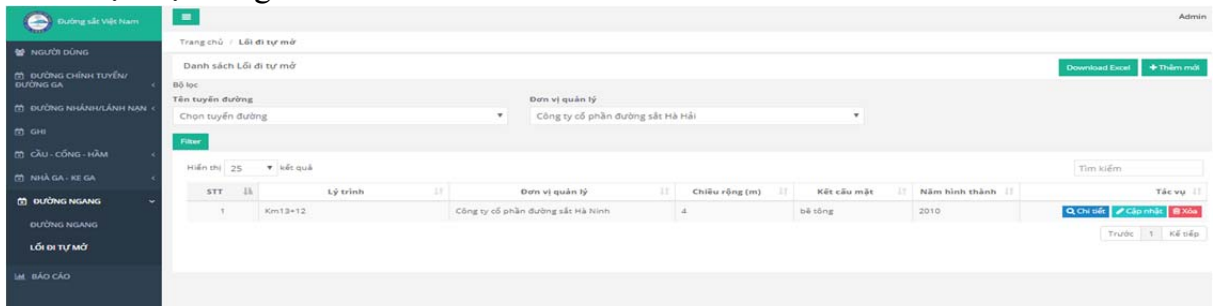 Đường sắt Việt Nam
Admin
NGƯỜI DÙNG
ĐƯỜNG CHÍNH TUYẾN/
ĐƯỜNG GA
ĐƯỜNG NHÁNH/LÁNH NẠN
GHI
CẦU - CỐNG - HẦM
NHÀ GA - KE GA
ĐƯỜNG NGANG
ĐƯỜNG NGANG
LỐI ĐI TỰ MỞ
BÁO CÁO
Trang chủ / Lối đi tự mở
Danh sách Lối đi tự mở
Download Excel
Thêm mới
Bộ lọc
Tên tuyến đường
Đơn vị quản lý
Chọn tuyến đường
Công ty cổ phần đường sắt Hà Hải
Filter
Hiển thị 25 kết quả
Tìm kiếm
STT Lý trình Đơn vị quản lý Chiều rộng (m) Kết cấu mặt Năm hình thành Tác vụ
1 Km13+12 Công ty cổ phần đường sắt Hà Ninh 4 bê tông 2010 Chi tiết Cập nhật Xóa
Trước 1 Kế tiếp